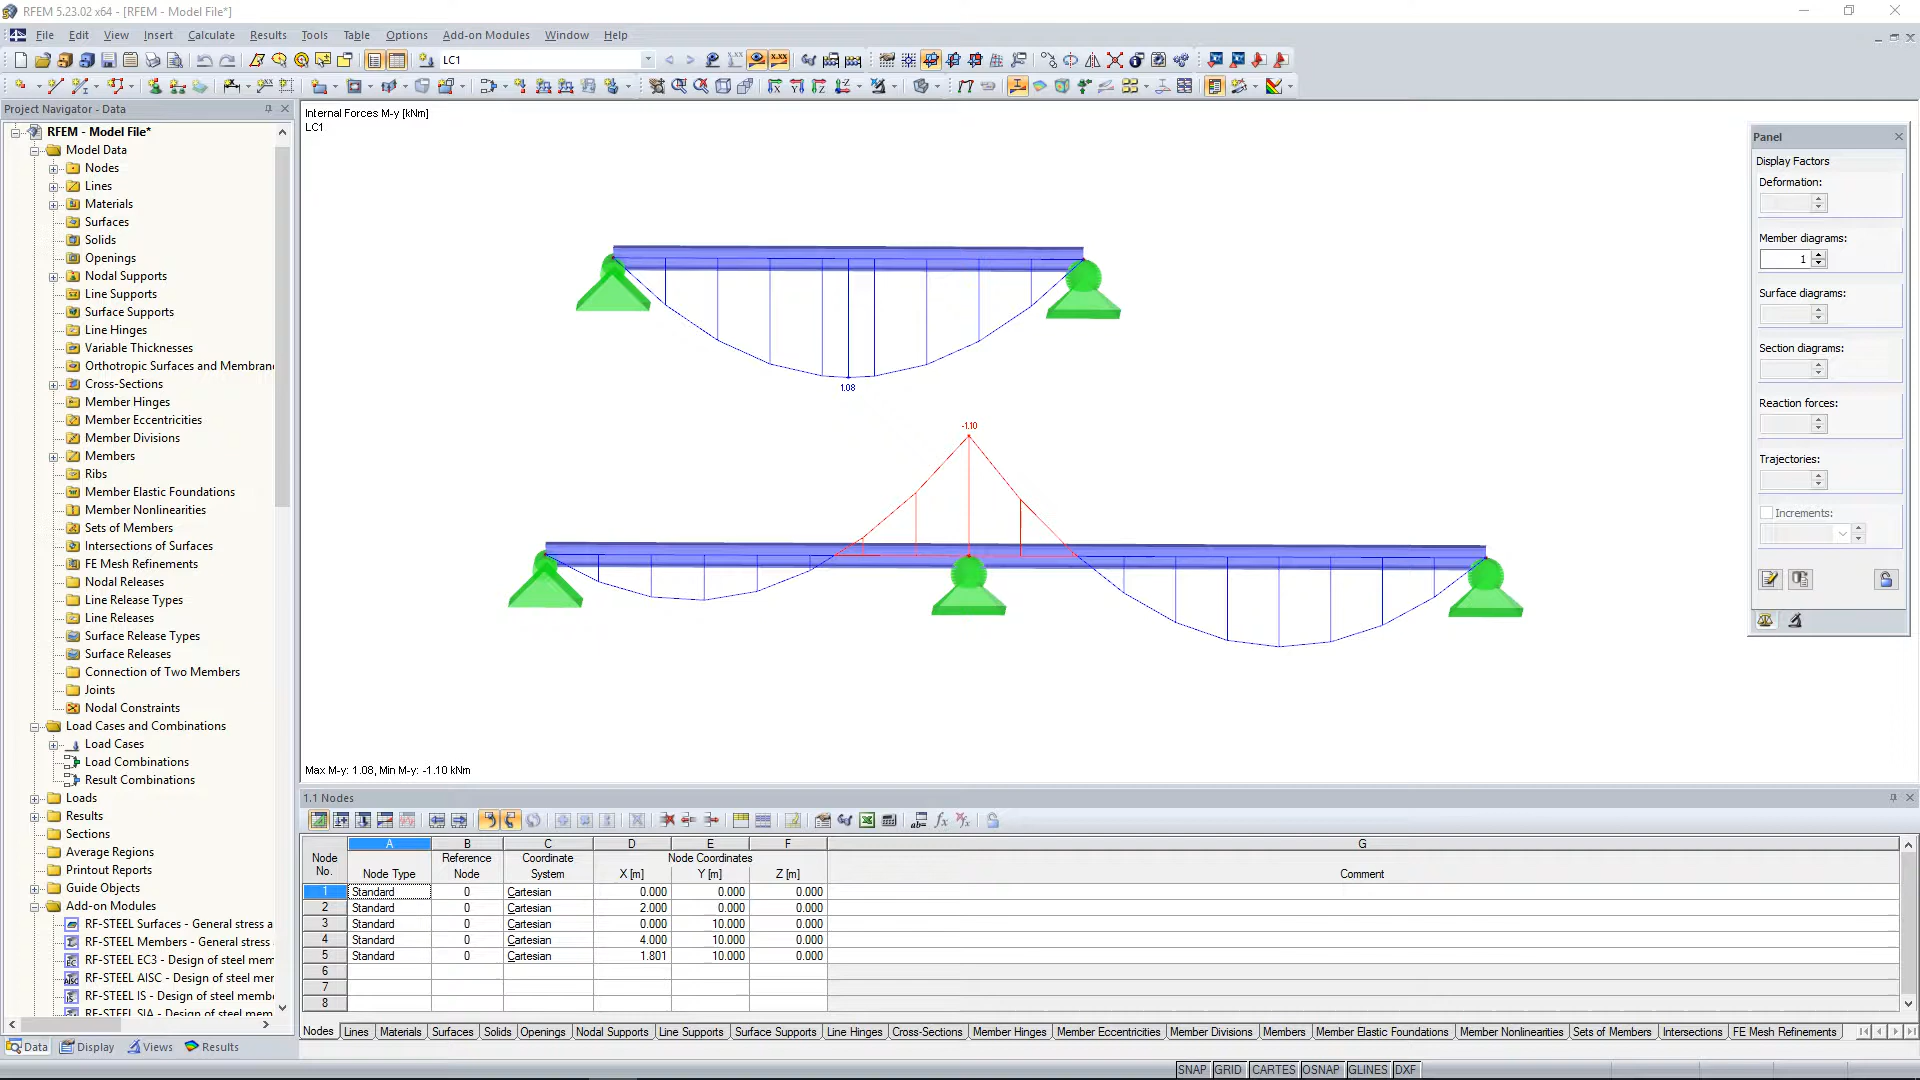 RFEM 5.23.02 x64 - [RFEM - Model File*]
File Edit View Insert Calculate Results Tools Table Options Add-on Modules Window Help
LC1
Project Navigator - Data
RFEM - Model File*
Model Data
Nodes
Lines
Materials
Surfaces
Solids
Openings
Nodal Supports
Line Supports
Surface Supports
Line Hinges
Variable Thicknesses
Orthotropic Surfaces and Membran
Cross-Sections
Member Hinges
Member Eccentricities
Member Divisions
Members
Ribs
Member Elastic Foundations
Member Nonlinearities
Sets of Members
Intersections of Surfaces
FE Mesh Refinements
Nodal Releases
Line Release Types
Line Releases
Surface Release Types
Surface Releases
Connection of Two Members
Joints
Nodal Constraints
Load Cases and Combinations
Load Cases
Load Combinations
Result Combinations
Loads
Results
Sections
Average Regions
Printout Reports
Guide Objects
Add-on Modules
RF-STEEL Surfaces - General stress a
RF-STEEL Members - General stress
RF-STEEL EC3 - Design of steel mem
RF-STEEL AISC - Design of steel mer
RF-STEEL IS - Design of steel membe
RF-STEEL SIA - Design of steel mem
Data Display Views Results
Internal Forces M-y [kNm]
LC1
1.08
-1.10
Max M-y: 1.08, Min M-y: -1.10 kNm
Panel
Display Factors
Deformation:
Member diagrams:
1
Surface diagrams:
Section diagrams:
Reaction forces:
Trajectories:
Increments:
1.1 Nodes
A B C D E F G
Node Reference Coordinate Node Coordinates
No. Node Type Node System X [m] Y [m] Z [m] Comment
1 Standard 0 Cartesian 0.000 0.000 0.000
2 Standard 0 Cartesian 2.000 0.000 0.000
3 Standard 0 Cartesian 0.000 10.000 0.000
4 Standard 0 Cartesian 4.000 10.000 0.000
5 Standard 0 Cartesian 1.801 10.000 0.000
6
7
8
Nodes Lines Materials Surfaces Solids Openings Nodal Supports Line Supports Surface Supports Line Hinges Cross-Sections Member Hinges Member Eccentricities Member Divisions Members Member Elastic Foundations Member Nonlinearities Sets of Members Intersections FE Mesh Refinements
SNAP GRID CARTES OSNAP GLINES DXF